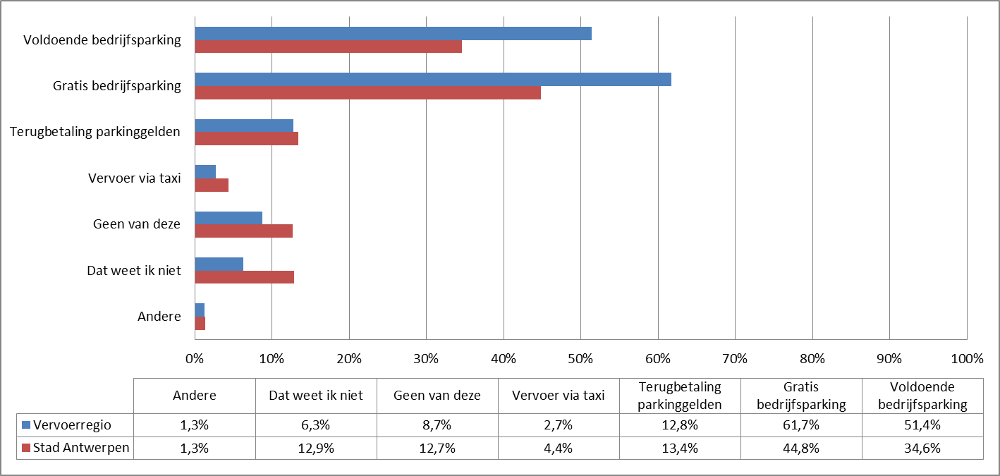 Voldoende bedrijfsparking
Gratis bedrijfsparking
Terugbetaling parkinggelden
Vervoer via taxi
Geen van deze
Dat weet ik niet
Andere
0% 10% 20% 30% 40% 50% 60% 70% 80% 90% 100%
Andere Dat weet ik niet Geen van deze Vervoer via taxi Terugbetaling parkinggelden Gratis bedrijfsparking Voldoende bedrijfsparking
Vervoerregio 1,3% 6,3% 8,7% 2,7% 12,8% 61,7% 51,4%
Stad Antwerpen 1,3% 12,9% 12,7% 4,4% 13,4% 44,8% 34,6%